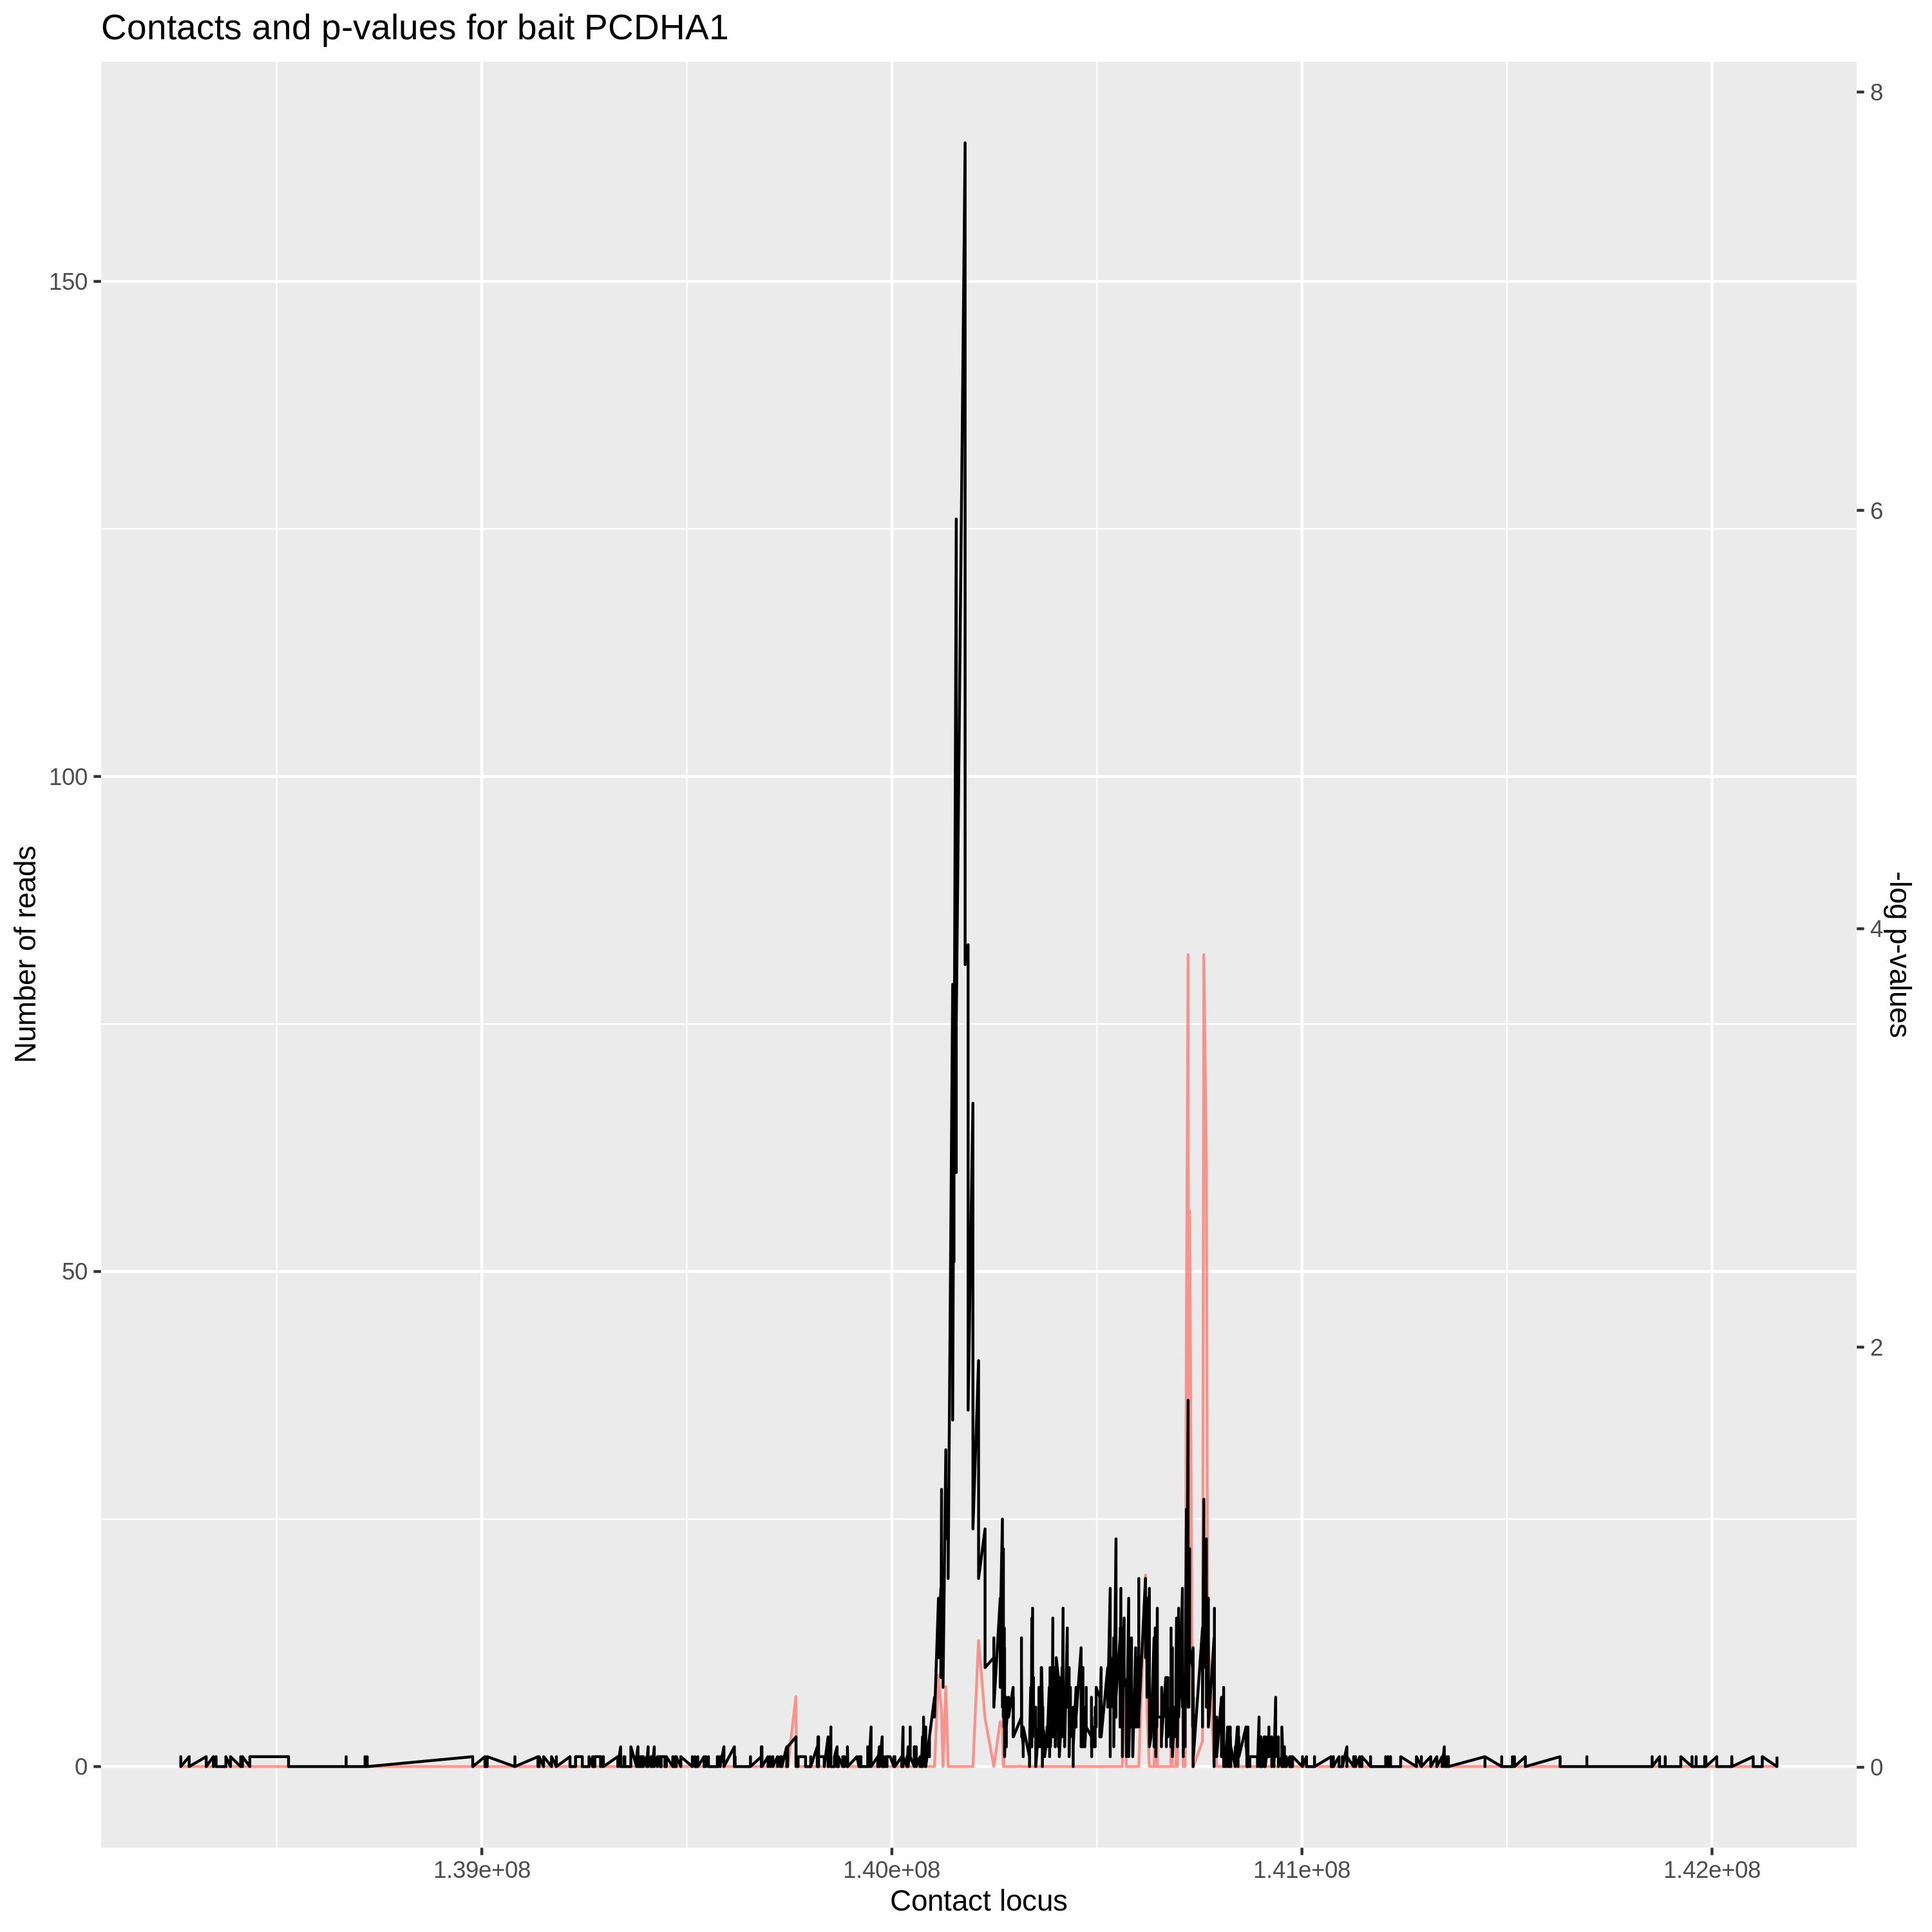 Contacts and p-values for bait PCDHA1
8
150
6
100
4
Number of reads
-log p-values
2
50
0
0
1.39e+08
1.40e+08
1.41e+08
1.42e+08
Contact locus